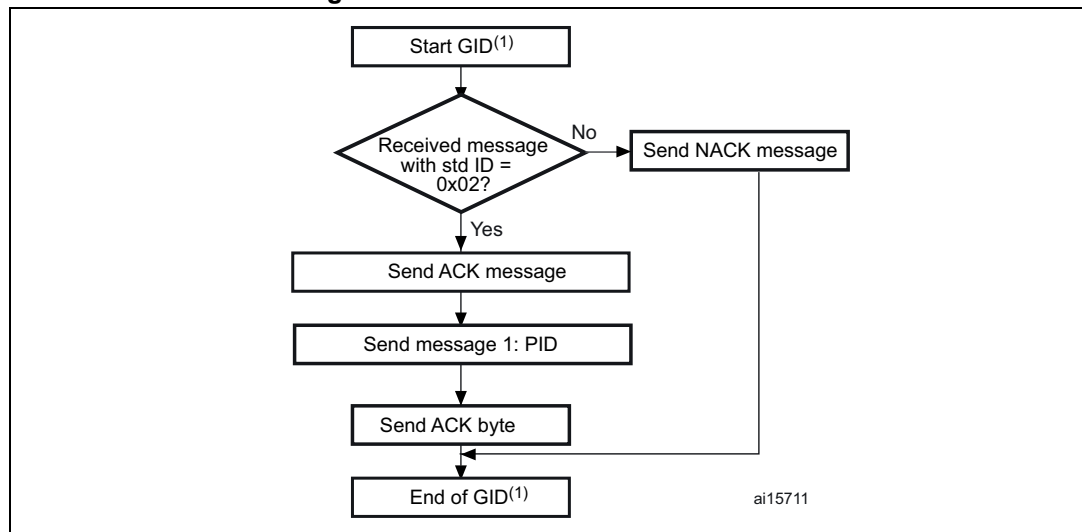 Start GID(1)
Received message
with std ID =
0x02?
No
Send NACK message
Yes
Send ACK message
Send message 1: PID
Send ACK byte
End of GID(1)
ai15711